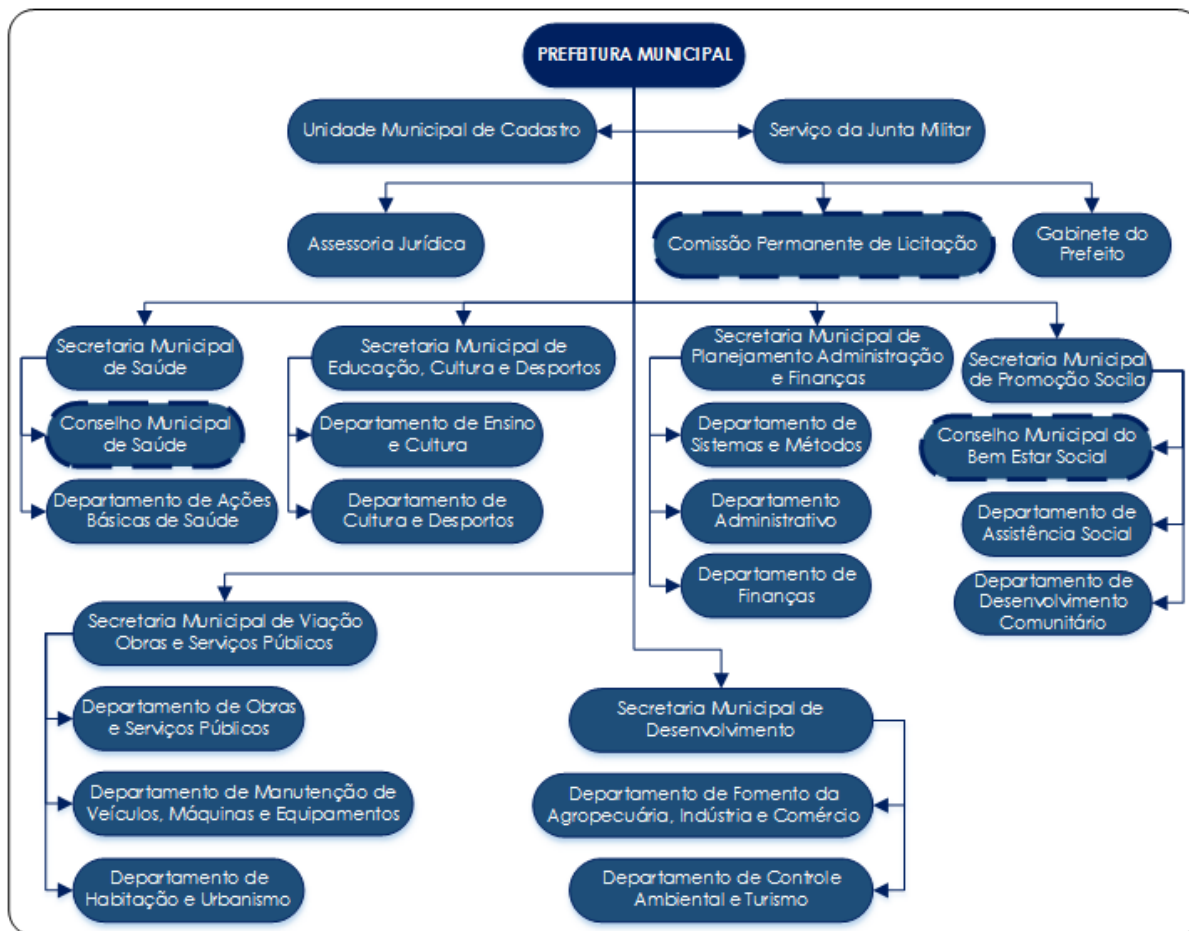 PREFEITURA MUNICIPAL
Unidade Municipal de Cadastro
Serviço da Junta Militar
Assessoria Jurídica
Comissão Permanente de Licitação
Gabinete do
Prefeito
Secretaria Municipal
de Saúde
Conselho Municipal
de Saúde
Departamento de Ações
Básicas de Saúde
Secretaria Municipal de
Educação, Cultura e Desportos
Departamento de Ensino
e Cultura
Departamento de
Cultura e Desportos
Secretaria Municipal de
Planejamento Administração
e Finanças
Departamento de
Sistemas e Métodos
Departamento
Administrativo
Departamento de
Finanças
Secretaria Municipal
de Promoção Socila
Conselho Municipal do
Bem Estar Social
Departamento de
Assistência Social
Departamento de
Desenvolvimento
Comunitário
Secretaria Municipal de Viação
Obras e Serviços Públicos
Departamento de Obras
e Serviços Públicos
Departamento de Manutenção de
Veículos, Máquinas e Equipamentos
Departamento de
Habitação e Urbanismo
Secretaria Municipal de
Desenvolvimento
Departamento de Fomento da
Agropecuária, Indústria e Comércio
Departamento de Controle
Ambiental e Turismo